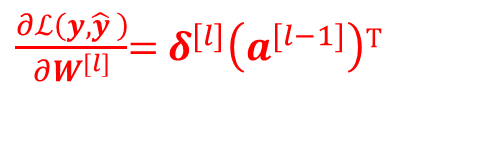 ∂ℒ(y,ŷ)/∂W^[l] = δ^[l](a^[l−1])^T